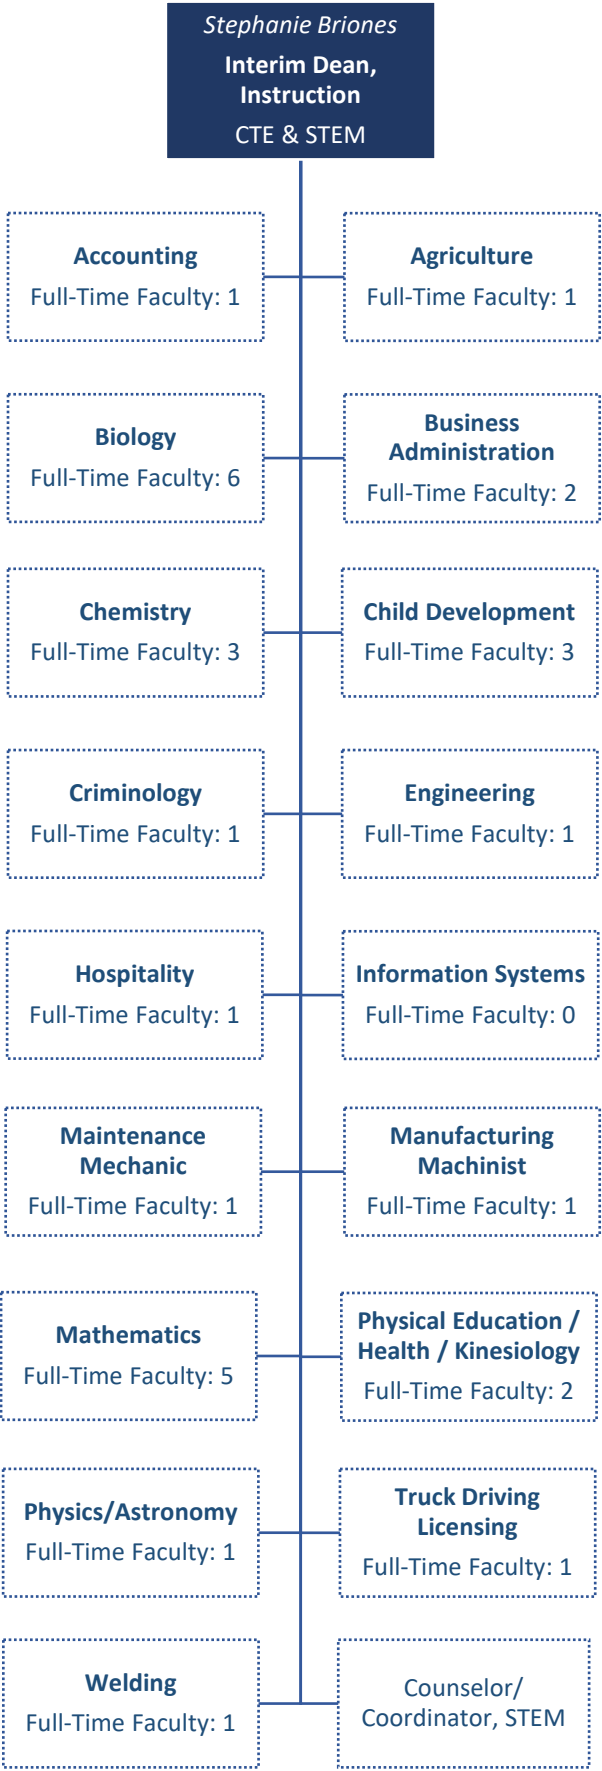 Stephanie Briones
Interim Dean,
Instruction
CTE & STEM
Accounting
Full-Time Faculty: 1
Agriculture
Full-Time Faculty: 1
Biology
Full-Time Faculty: 6
Business
Administration
Full-Time Faculty: 2
Chemistry
Full-Time Faculty: 3
Child Development
Full-Time Faculty: 3
Criminology
Full-Time Faculty: 1
Engineering
Full-Time Faculty: 1
Hospitality
Full-Time Faculty: 1
Information Systems
Full-Time Faculty: 0
Maintenance
Mechanic
Full-Time Faculty: 1
Manufacturing
Machinist
Full-Time Faculty: 1
Mathematics
Full-Time Faculty: 5
Physical Education /
Health / Kinesiology
Full-Time Faculty: 2
Physics/Astronomy
Full-Time Faculty: 1
Truck Driving
Licensing
Full-Time Faculty: 1
Welding
Full-Time Faculty: 1
Counselor/
Coordinator, STEM